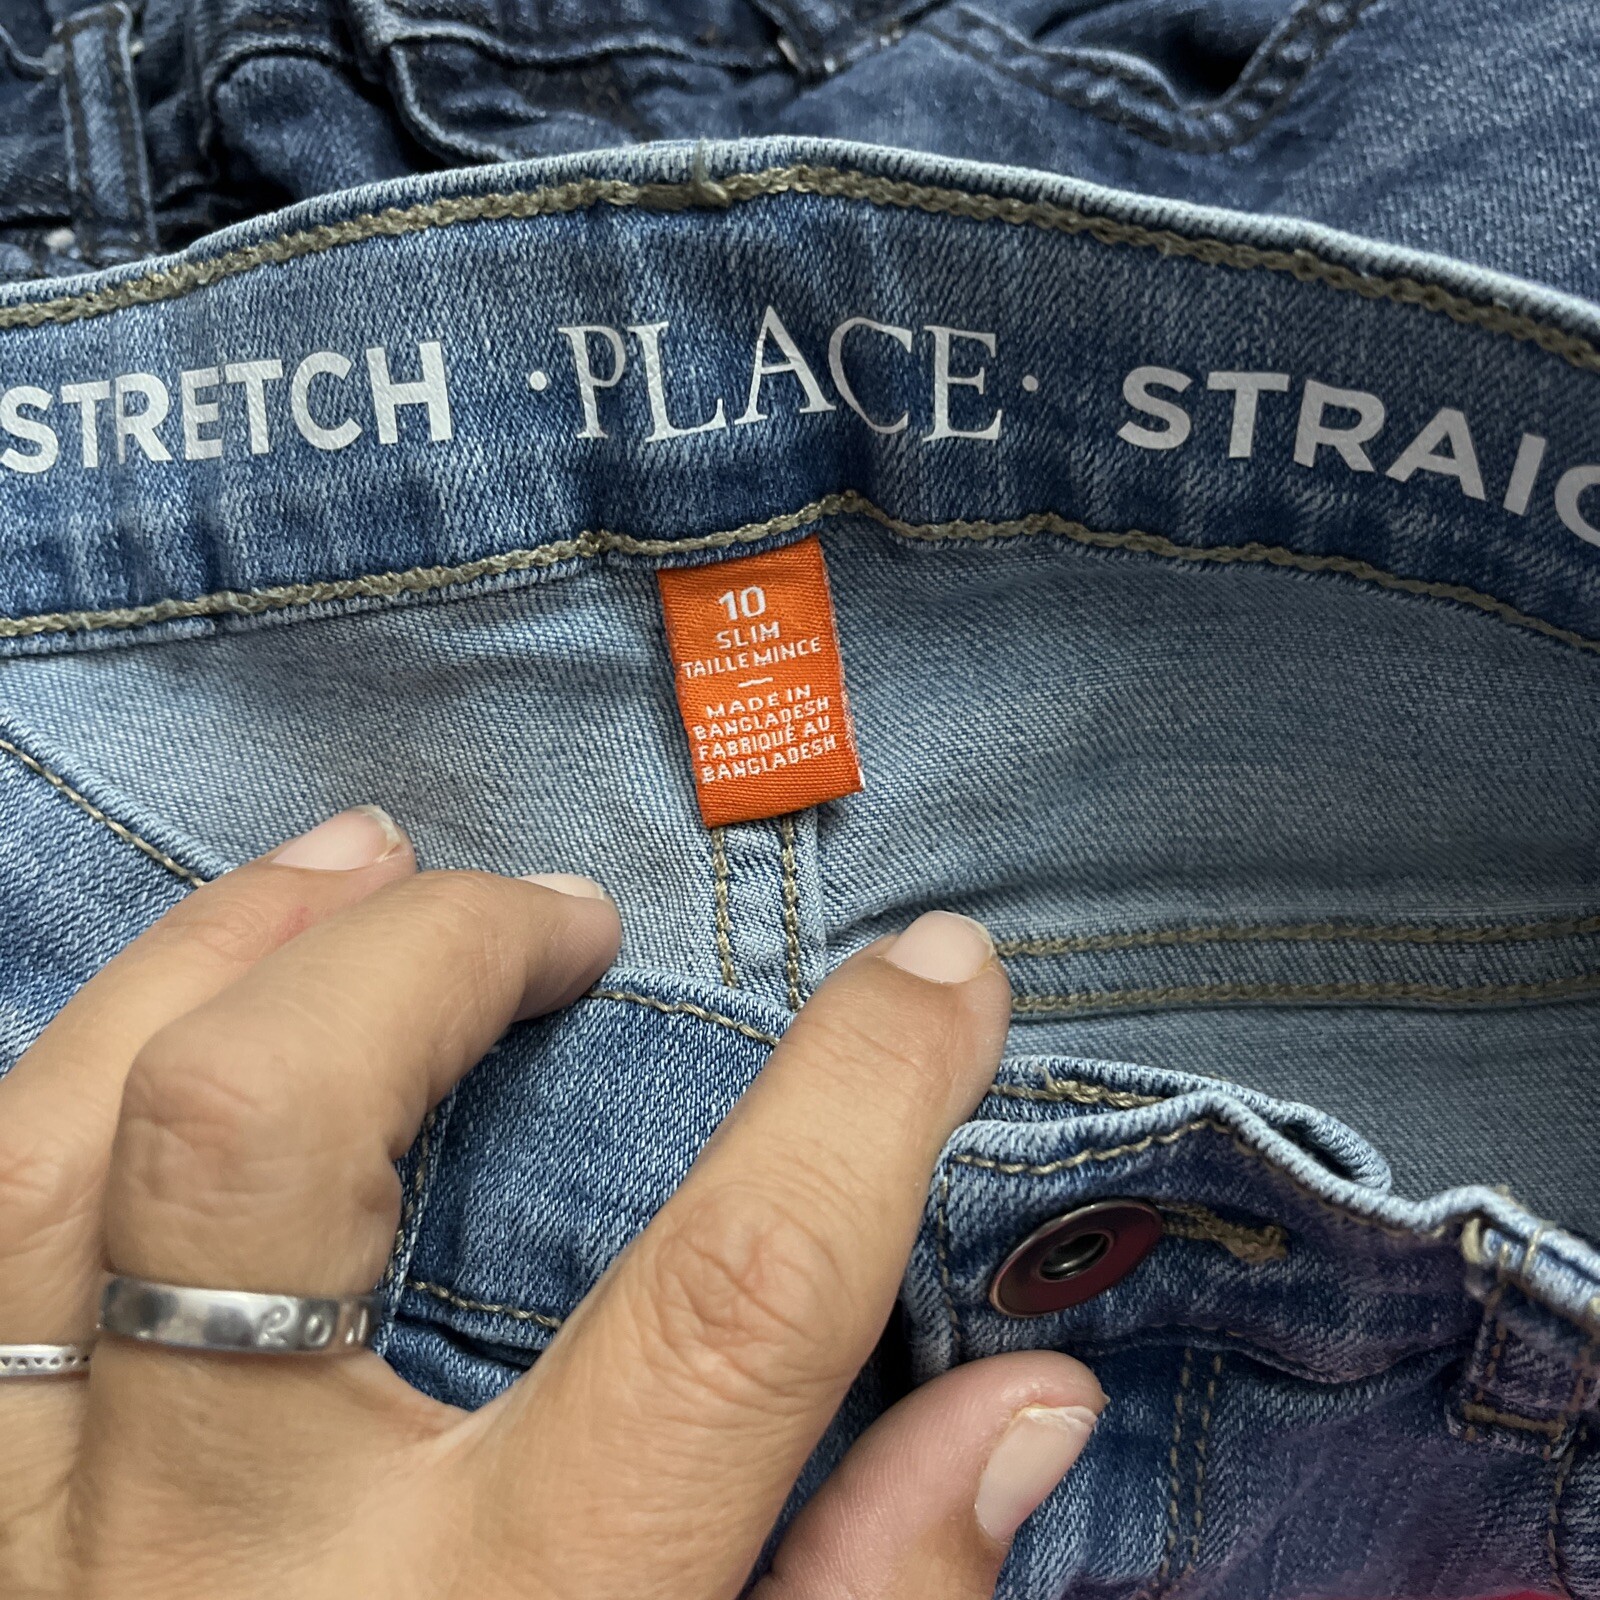 STRETCH ·PLACE· STRAIG
10
SLIM
TAILLE MINCE
—
MADE IN
BANGLADESH
FABRIQUÉ AU
BANGLADESH